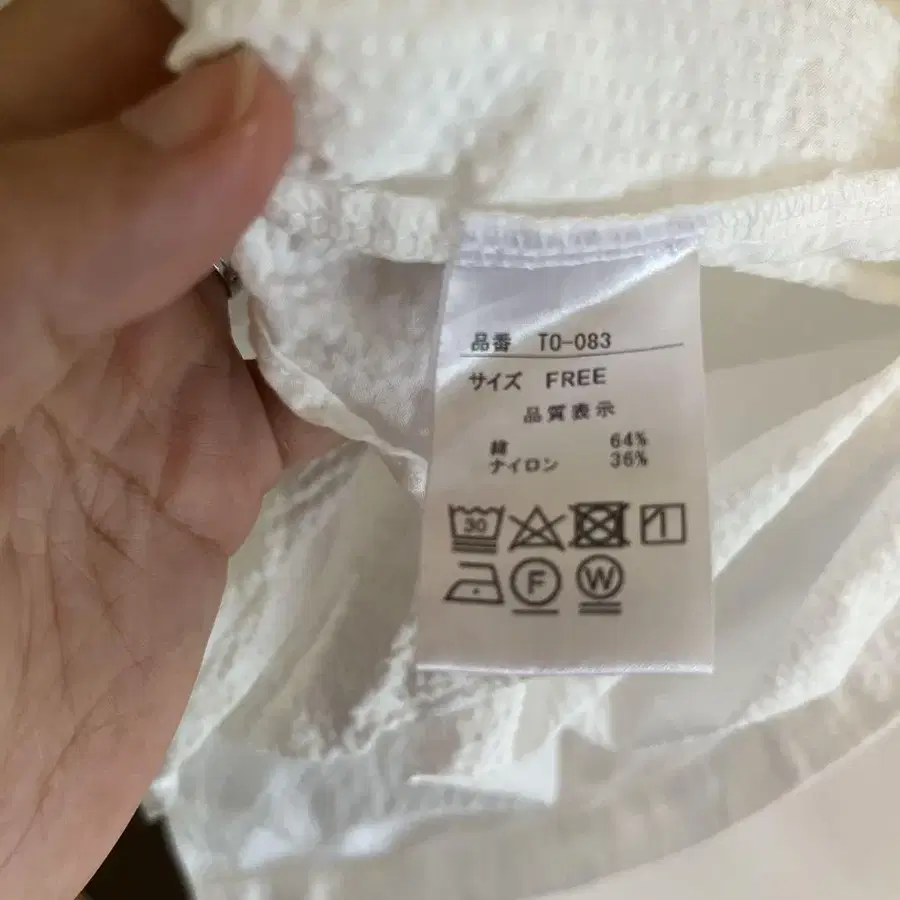 品番 TO-083
サイズ FREE
品質表示
綿 64%
ナイロン 36%
30
F W